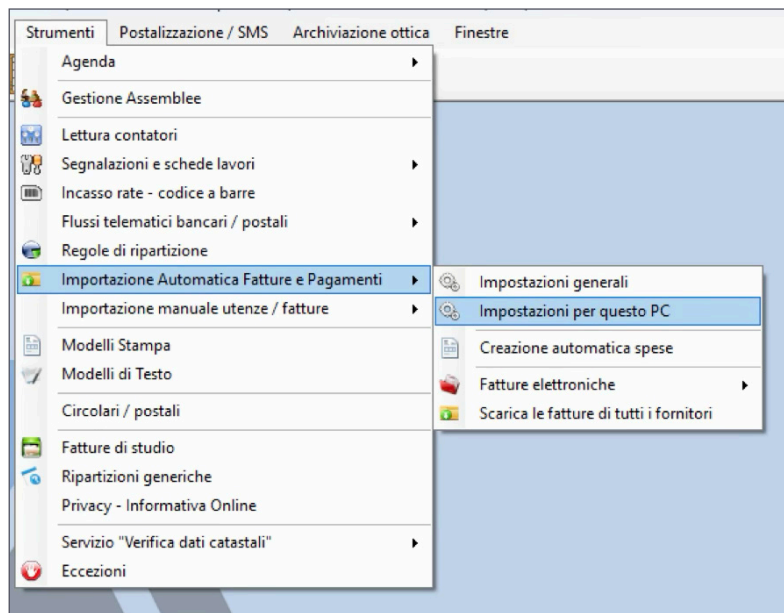 Strumenti Postalizzazione / SMS Archiviazione ottica Finestre
Agenda
Gestione Assemblee
Lettura contatori
Segnalazioni e schede lavori
Incasso rate - codice a barre
Flussi telematici bancari / postali
Regole di ripartizione
Importazione Automatica Fatture e Pagamenti
Importazione manuale utenze / fatture
Modelli Stampa
Modelli di Testo
Circolari / postali
Fatture di studio
Ripartizioni generiche
Privacy - Informativa Online
Servizio "Verifica dati catastali"
Eccezioni
Impostazioni generali
Impostazioni per questo PC
Creazione automatica spese
Fatture elettroniche
Scarica le fatture di tutti i fornitori